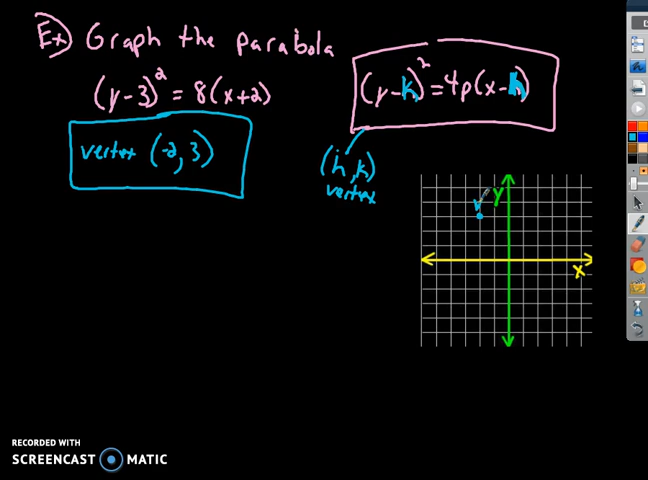 Ex) Graph the parabola
(y-3)² = 8(x+2)
(y-k)² = 4p(x-h)
vertex (-2, 3)
(h, k)
vertex
V
y
x
RECORDED WITH
SCREENCAST MATIC